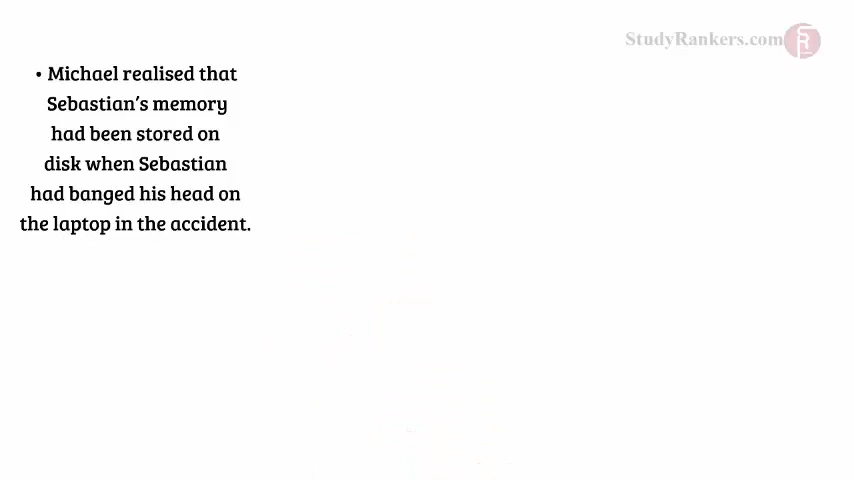 StudyRankers.com
• Michael realised that
Sebastian's memory
had been stored on
disk when Sebastian
had banged his head on
the laptop in the accident.